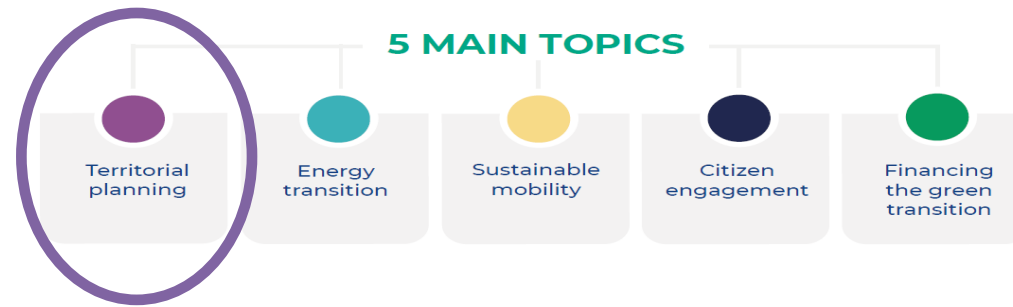 5 MAIN TOPICS
Territorial
planning
Energy
transition
Sustainable
mobility
Citizen
engagement
Financing
the green
transition